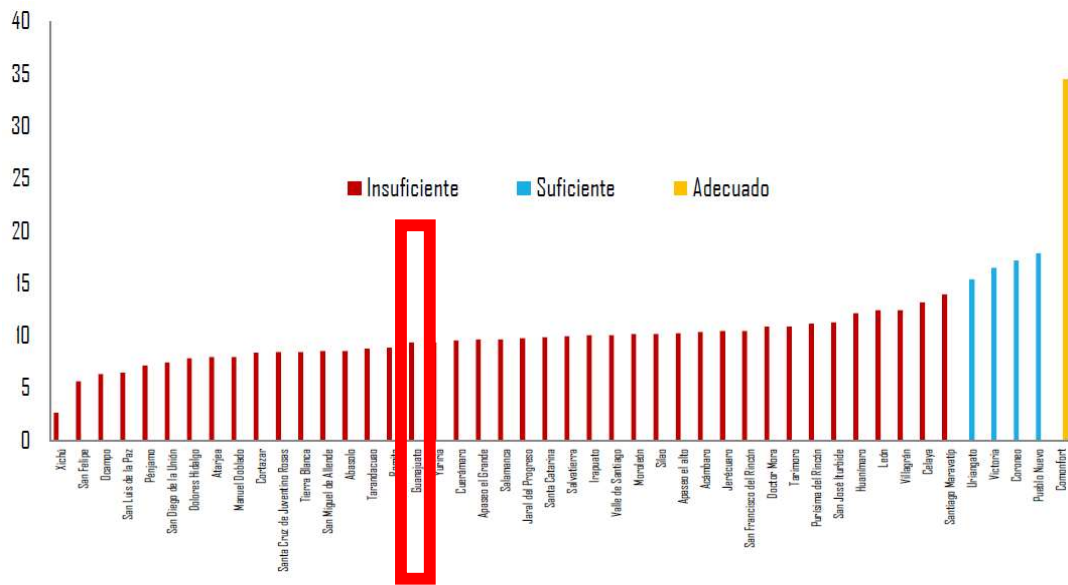 40
35
30
25
20
15
10
5
0
Insuficiente
Suficiente
Adecuado
Xichú
San Felipe
Ocampo
San Luis de la Paz
Pénjamo
San Diego de la Unión
Dolores Hidalgo
Atarjea
Manuel Doblado
Cortazar
Santa Cruz de Juventino Rosas
Tierra Blanca
San Miguel de Allende
Abasolo
Tarandacuao
Guanajuato
Yuriria
Cuerámaro
Apaseo el Grande
Salamanca
Jaral del Progreso
Santa Catarina
Salvatierra
Irapuato
Valle de Santiago
Moroleón
Silao
Apaseo el alto
Acámbaro
Jerécuaro
San Francisco del Rincón
Doctor Mora
Tarimoro
Purísima del Rincón
San José Iturbide
Huanímaro
León
Villagrán
Celaya
Santiago Maravatío
Uriangato
Victoria
Coroneo
Pueblo Nuevo
Comonfort